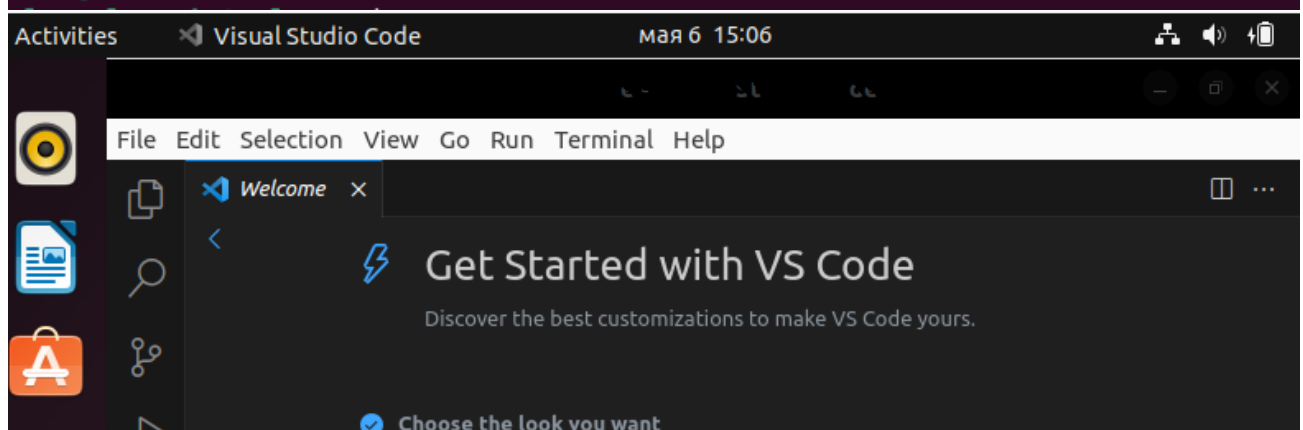 Activities Visual Studio Code мая 6 15:06
File Edit Selection View Go Run Terminal Help
Welcome
Get Started with VS Code
Discover the best customizations to make VS Code yours.
Choose the look you want